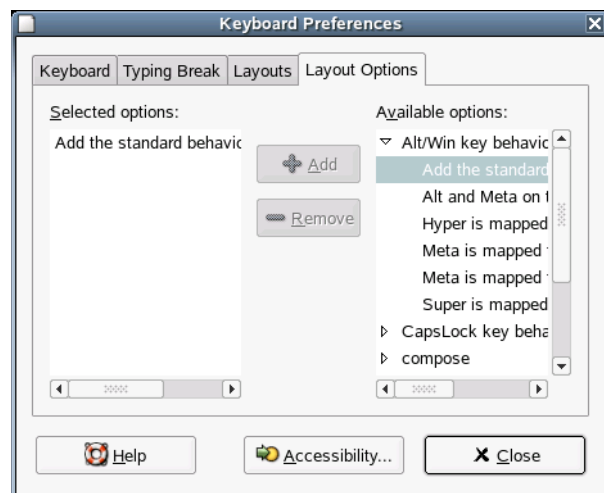 Keyboard Preferences
Keyboard Typing Break Layouts Layout Options
Selected options:
Available options:
Add the standard behavic
Add
Remove
Alt/Win key behavic
Add the standard
Alt and Meta on t
Hyper is mapped
Meta is mapped
Meta is mapped
Super is mapped
CapsLock key beha
compose
Help
Accessibility...
Close